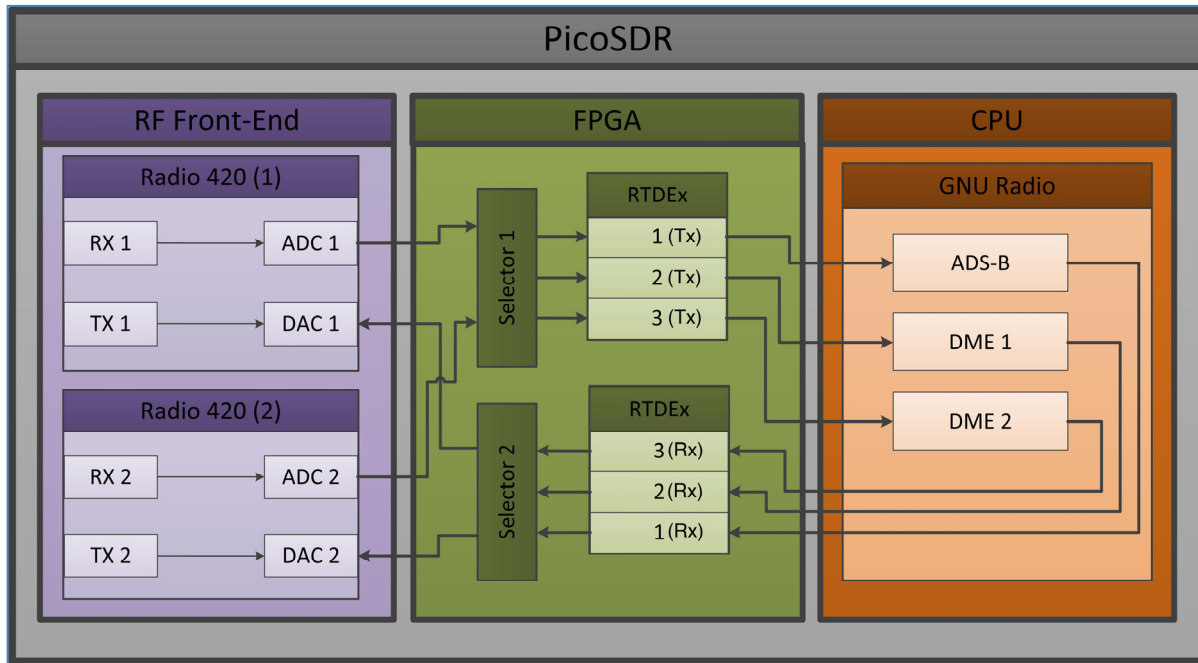 PicoSDR
RF Front-End
Radio 420 (1)
RX 1
ADC 1
TX 1
DAC 1
Radio 420 (2)
RX 2
ADC 2
TX 2
DAC 2
FPGA
Selector 1
RTDEx
1 (Tx)
2 (Tx)
3 (Tx)
Selector 2
RTDEx
3 (Rx)
2 (Rx)
1 (Rx)
CPU
GNU Radio
ADS-B
DME 1
DME 2